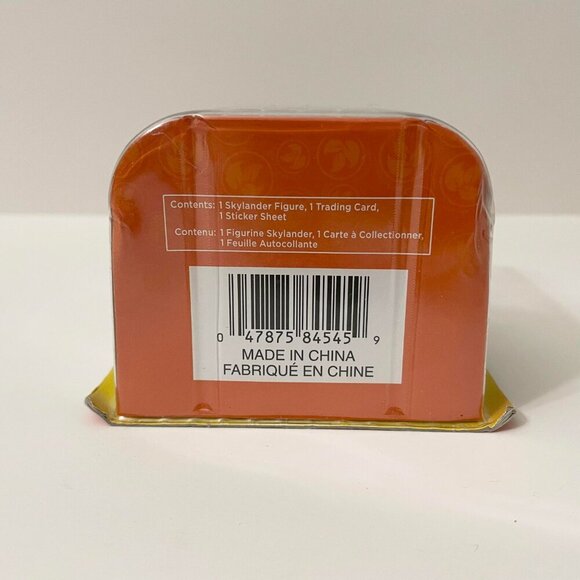 Contents: 1 Skylander Figure, 1 Trading Card,
1 Sticker Sheet
Contenu: 1 Figurine Skylander, 1 Carte à Collectionner,
1 Feuille Autocollante
0 47875 84545 9
MADE IN CHINA
FABRIQUÉ EN CHINE